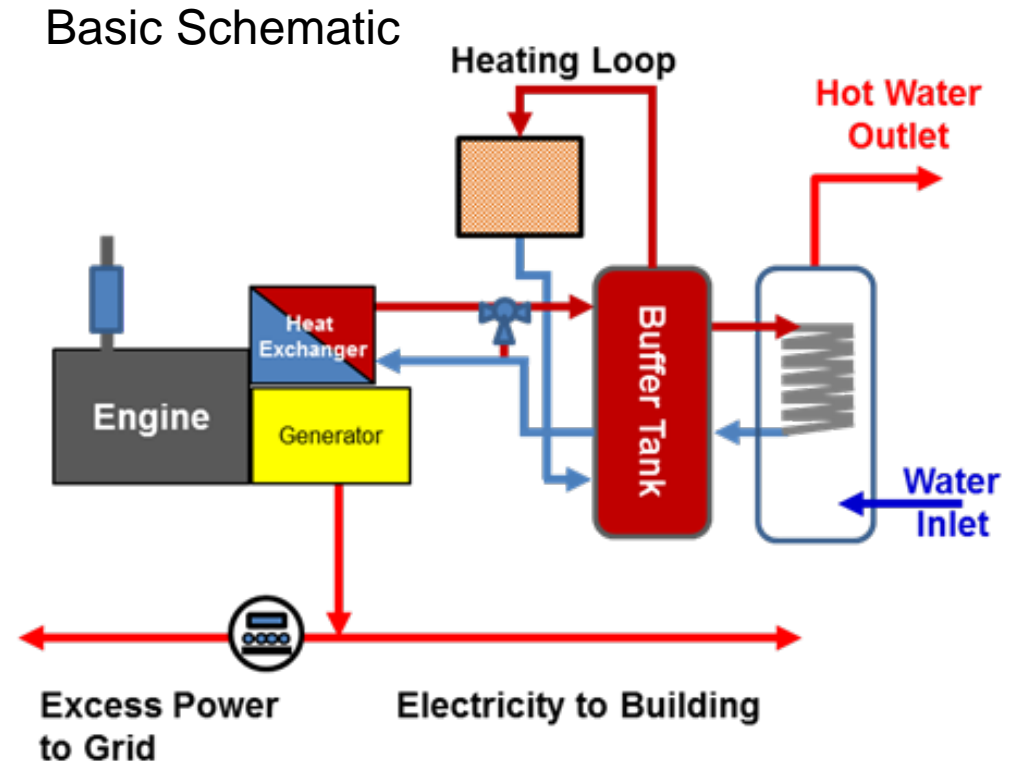 Basic Schematic
Heating Loop
Hot Water
Outlet
Heat
Exchanger
Engine
Generator
Buffer Tank
Water
Inlet
Excess Power
to Grid
Electricity to Building